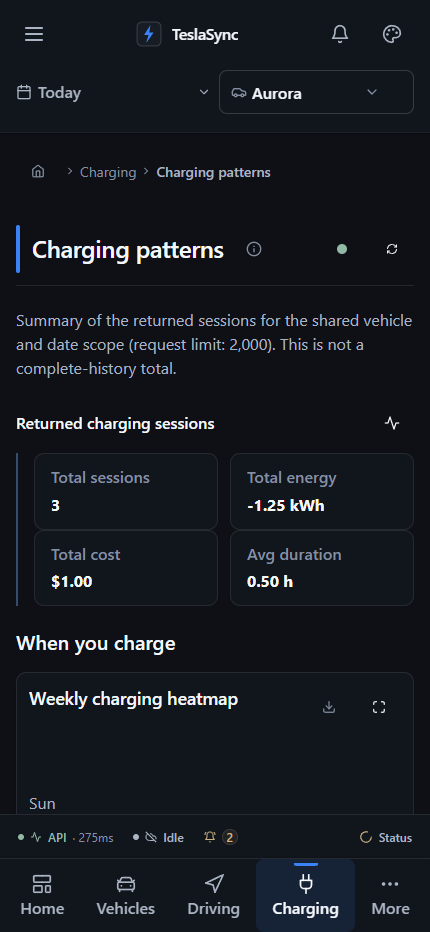 TeslaSync
Today
Aurora
Charging
Charging patterns
Charging patterns
Summary of the returned sessions for the shared vehicle
and date scope (request limit: 2,000). This is not a
complete-history total.
Returned charging sessions
Total sessions
3
Total energy
-1.25 kWh
Total cost
$1.00
Avg duration
0.50 h
When you charge
Weekly charging heatmap
Sun
API · 275ms
Idle
2
Status
Home
Vehicles
Driving
Charging
More